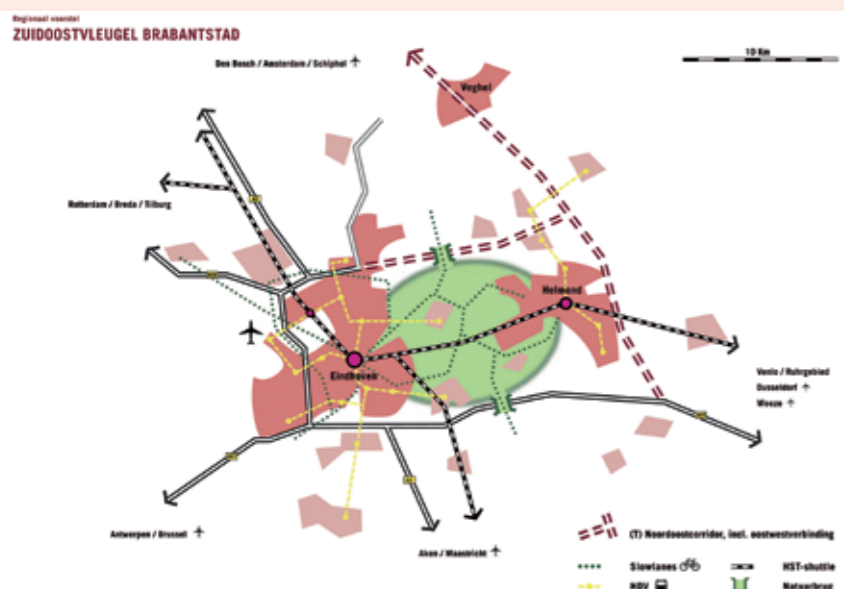 Regionaal voordel
ZUIDOOSTVLEUGEL BRABANTSTAD
Den Bosch / Amsterdam / Schiphol
10 Km
Veghel
Rotterdam / Breda / Tilburg
Helmond
Eindhoven
Venlo / Ruhrgebied
Dusseldorf
Weeze
Antwerpen / Brussel
Aken / Maastricht
(T) Noordoostcorridor, incl. oostwestverbinding
Slowlanes
HST-shuttle
HOV
Natuurbrug